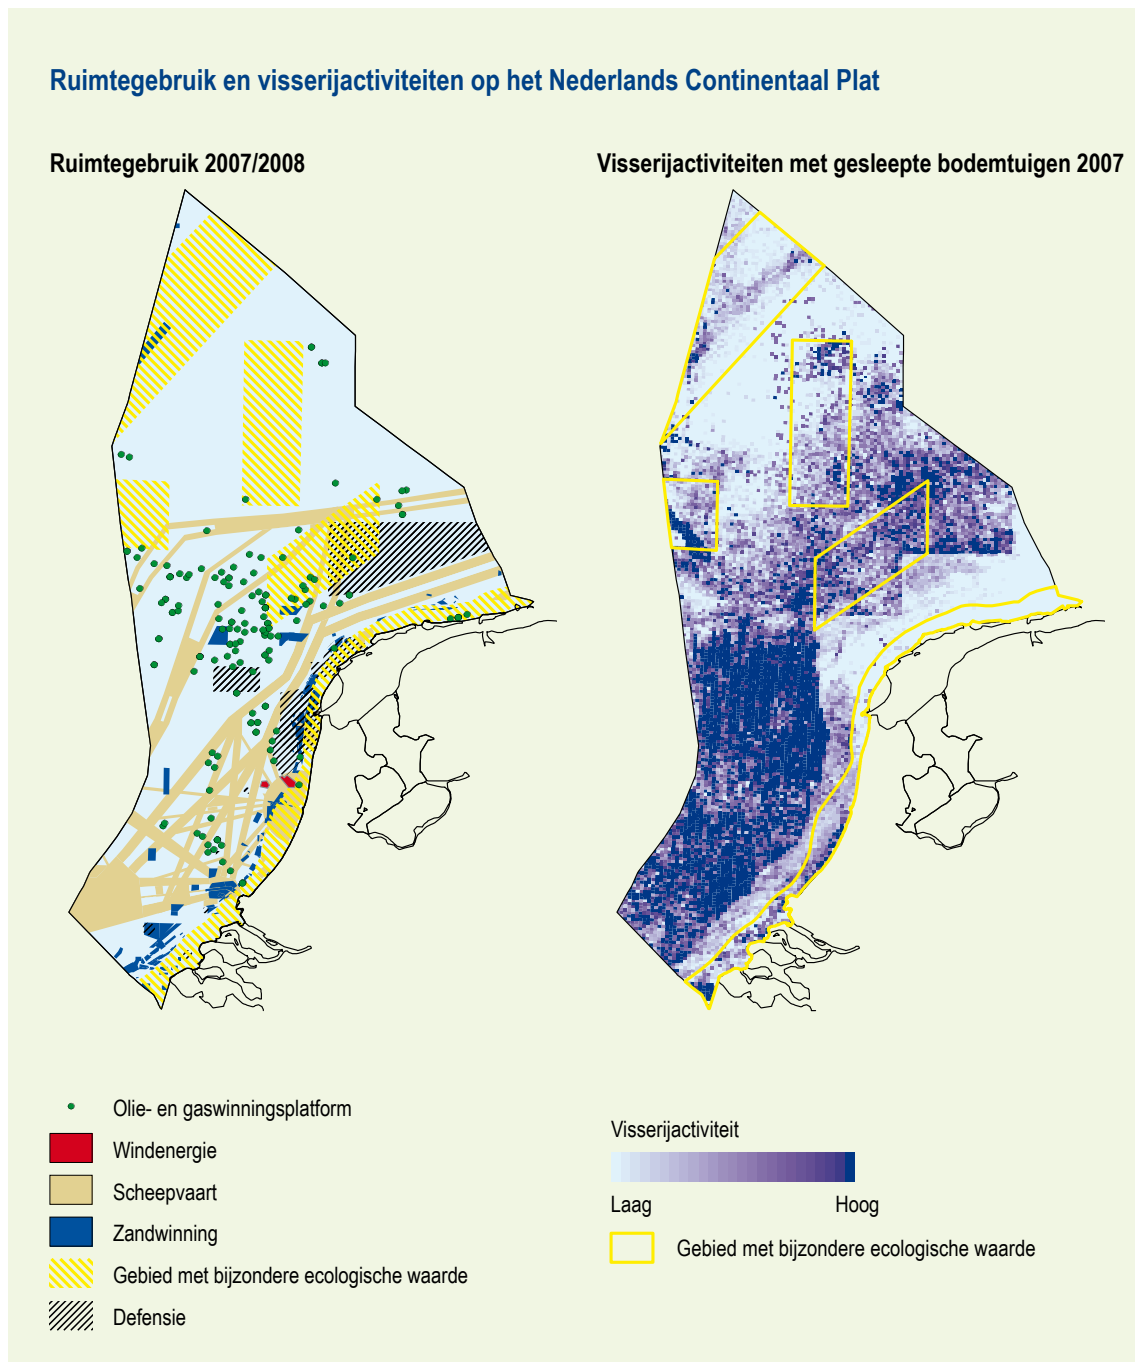 Ruimtegebruik en visserijactiviteiten op het Nederlands Continentaal Plat
Ruimtegebruik 2007/2008
Visserijactiviteiten met gesleepte bodemtuigen 2007
Olie- en gaswinningsplatform
Windenergie
Scheepvaart
Zandwinning
Gebied met bijzondere ecologische waarde
Defensie
Visserijactiviteit
Laag Hoog
Gebied met bijzondere ecologische waarde